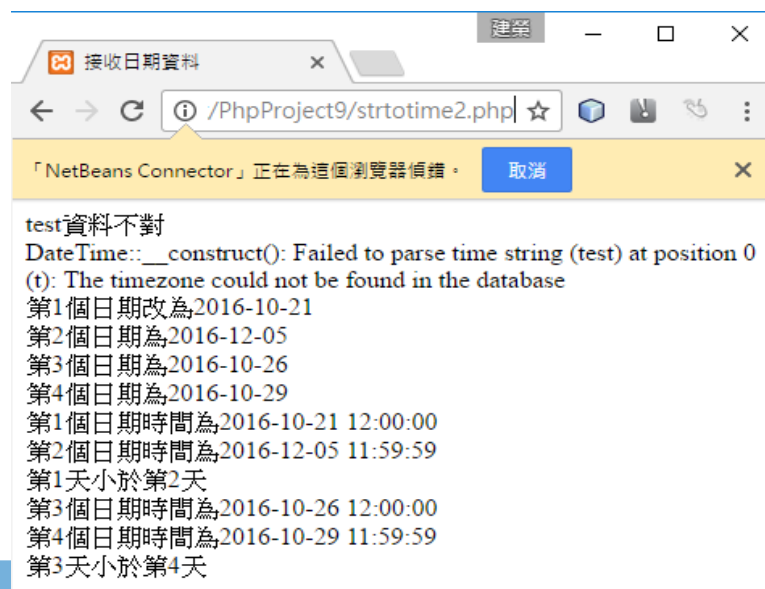 建榮
接收日期資料
/PhpProject9/strtotime2.php
「NetBeans Connector」正在為這個瀏覽器偵錯。 取消
test資料不對
DateTime::__construct(): Failed to parse time string (test) at position 0
(t): The timezone could not be found in the database
第1個日期改為2016-10-21
第2個日期為2016-12-05
第3個日期為2016-10-26
第4個日期為2016-10-29
第1個日期時間為2016-10-21 12:00:00
第2個日期時間為2016-12-05 11:59:59
第1天小於第2天
第3個日期時間為2016-10-26 12:00:00
第4個日期時間為2016-10-29 11:59:59
第3天小於第4天